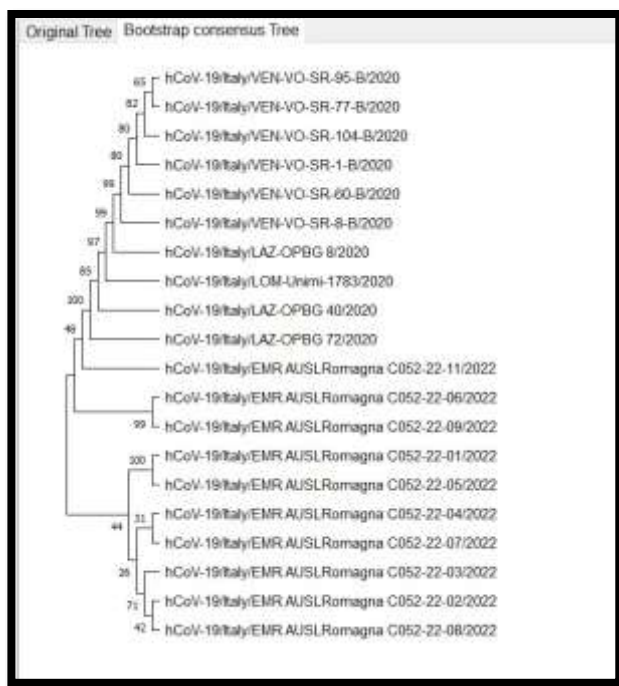 Original Tree Bootstrap consensus Tree
65 hCoV-19/Italy/VEN-VO-SR-95-B/2020
82 hCoV-19/Italy/VEN-VO-SR-77-B/2020
80 hCoV-19/Italy/VEN-VO-SR-104-B/2020
80 hCoV-19/Italy/VEN-VO-SR-1-B/2020
hCoV-19/Italy/VEN-VO-SR-60-B/2020
99 hCoV-19/Italy/VEN-VO-SR-8-B/2020
97 hCoV-19/Italy/LAZ-OPBG 8/2020
85 hCoV-19/Italy/LOM-Unimi-1783/2020
100 hCoV-19/Italy/LAZ-OPBG 40/2020
hCoV-19/Italy/LAZ-OPBG 72/2020
hCoV-19/Italy/EMR AUSLRomagna C052-22-11/2022
hCoV-19/Italy/EMR AUSLRomagna C052-22-06/2022
99 hCoV-19/Italy/EMR AUSLRomagna C052-22-09/2022
100 hCoV-19/Italy/EMR AUSLRomagna C052-22-01/2022
hCoV-19/Italy/EMR AUSLRomagna C052-22-05/2022
44 hCoV-19/Italy/EMR AUSLRomagna C052-22-04/2022
hCoV-19/Italy/EMR AUSLRomagna C052-22-07/2022
hCoV-19/Italy/EMR AUSLRomagna C052-22-03/2022
71 hCoV-19/Italy/EMR AUSLRomagna C052-22-02/2022
42 hCoV-19/Italy/EMR AUSLRomagna C052-22-08/2022